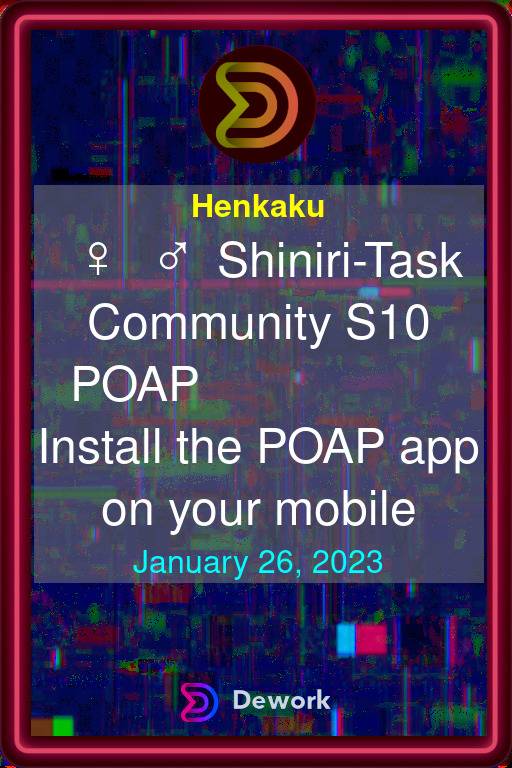 Henkaku
♀ ♂ Shiniri-Task
Community S10
POAP
Install the POAP app
on your mobile
January 26, 2023
Dework